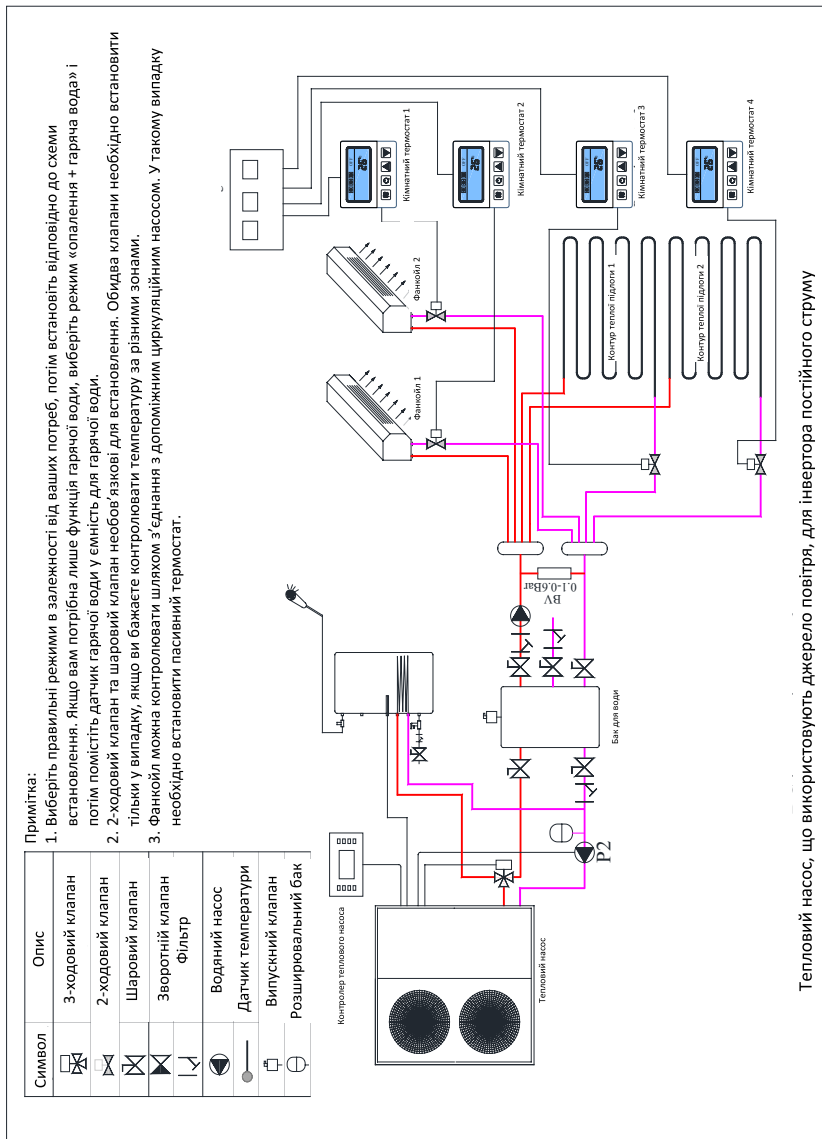 Примітка:
1. Виберіть правильні режими в залежності від ваших потреб, потім встановіть відповідно до схеми
встановлення. Якщо вам потрібна лише функція гарячої води, виберіть режим «опалення + гаряча вода» і
потім помістіть датчик гарячої води у ємність для гарячої води.
2. 2-ходовий клапан та шаровий клапан необов’язкові для встановлення. Обидва клапани необхідно встановити
тільки у випадку, якщо ви бажаєте контролювати температуру за різними зонами.
3. Фанкойл можна контролювати шляхом з’єднання з допоміжним циркуляційним насосом. У такому випадку
необхідно встановити пасивний термостат.
Символ Опис
3-ходовий клапан
2-ходовий клапан
Шаровий клапан
Зворотній клапан
Фільтр
Водяний насос
Датчик температури
Випускний клапан
Розширювальний бак
Контролер теплового насоса
Тепловий насос
P2
Бак для води
BV
0.1-0.6Bar
Фанкойл 1
Фанкойл 2
Кімнатний термостат 1
Кімнатний термостат 2
Кімнатний термостат 3
Кімнатний термостат 4
Контур теплої підлоги 1
Контур теплої підлоги 2
Тепловий насос, що використовують джерело повітря, для інвертора постійного струму